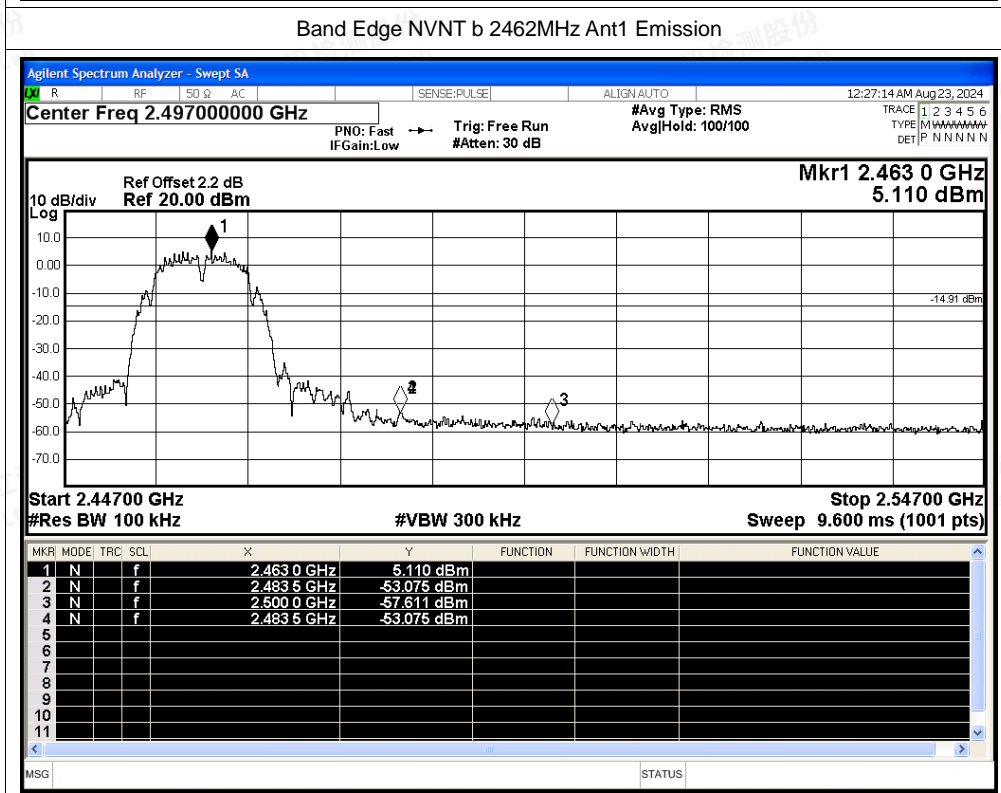 Band Edge NVNT b 2462MHz Ant1 Emission
Agilent Spectrum Analyzer - Swept SA
LXI R RF 50 Ω AC SENSE:PULSE ALIGN AUTO 12:27:14 AM Aug 23, 2024
Center Freq 2.497000000 GHz #Avg Type: RMS TRACE 1 2 3 4 5 6
PNO: Fast Trig: Free Run Avg|Hold: 100/100 TYPE M WWWWW
IFGain:Low #Atten: 30 dB DET P N N N N N
Mkr1 2.463 0 GHz
Ref Offset 2.2 dB
10 dB/div Ref 20.00 dBm 5.110 dBm
Log
1
10.0
0.00
-10.0
-14.91 dBm
-20.0
-30.0
-40.0
2
3
-50.0
-60.0
-70.0
Start 2.44700 GHz Stop 2.54700 GHz
#Res BW 100 kHz #VBW 300 kHz Sweep 9.600 ms (1001 pts)
MKR MODE TRC SCL X Y FUNCTION FUNCTION WIDTH FUNCTION VALUE
1 N f 2.463 0 GHz 5.110 dBm
2 N f 2.483 5 GHz -53.075 dBm
3 N f 2.500 0 GHz -57.611 dBm
4 N f 2.483 5 GHz -53.075 dBm
5
6
7
8
9
10
11
MSG STATUS